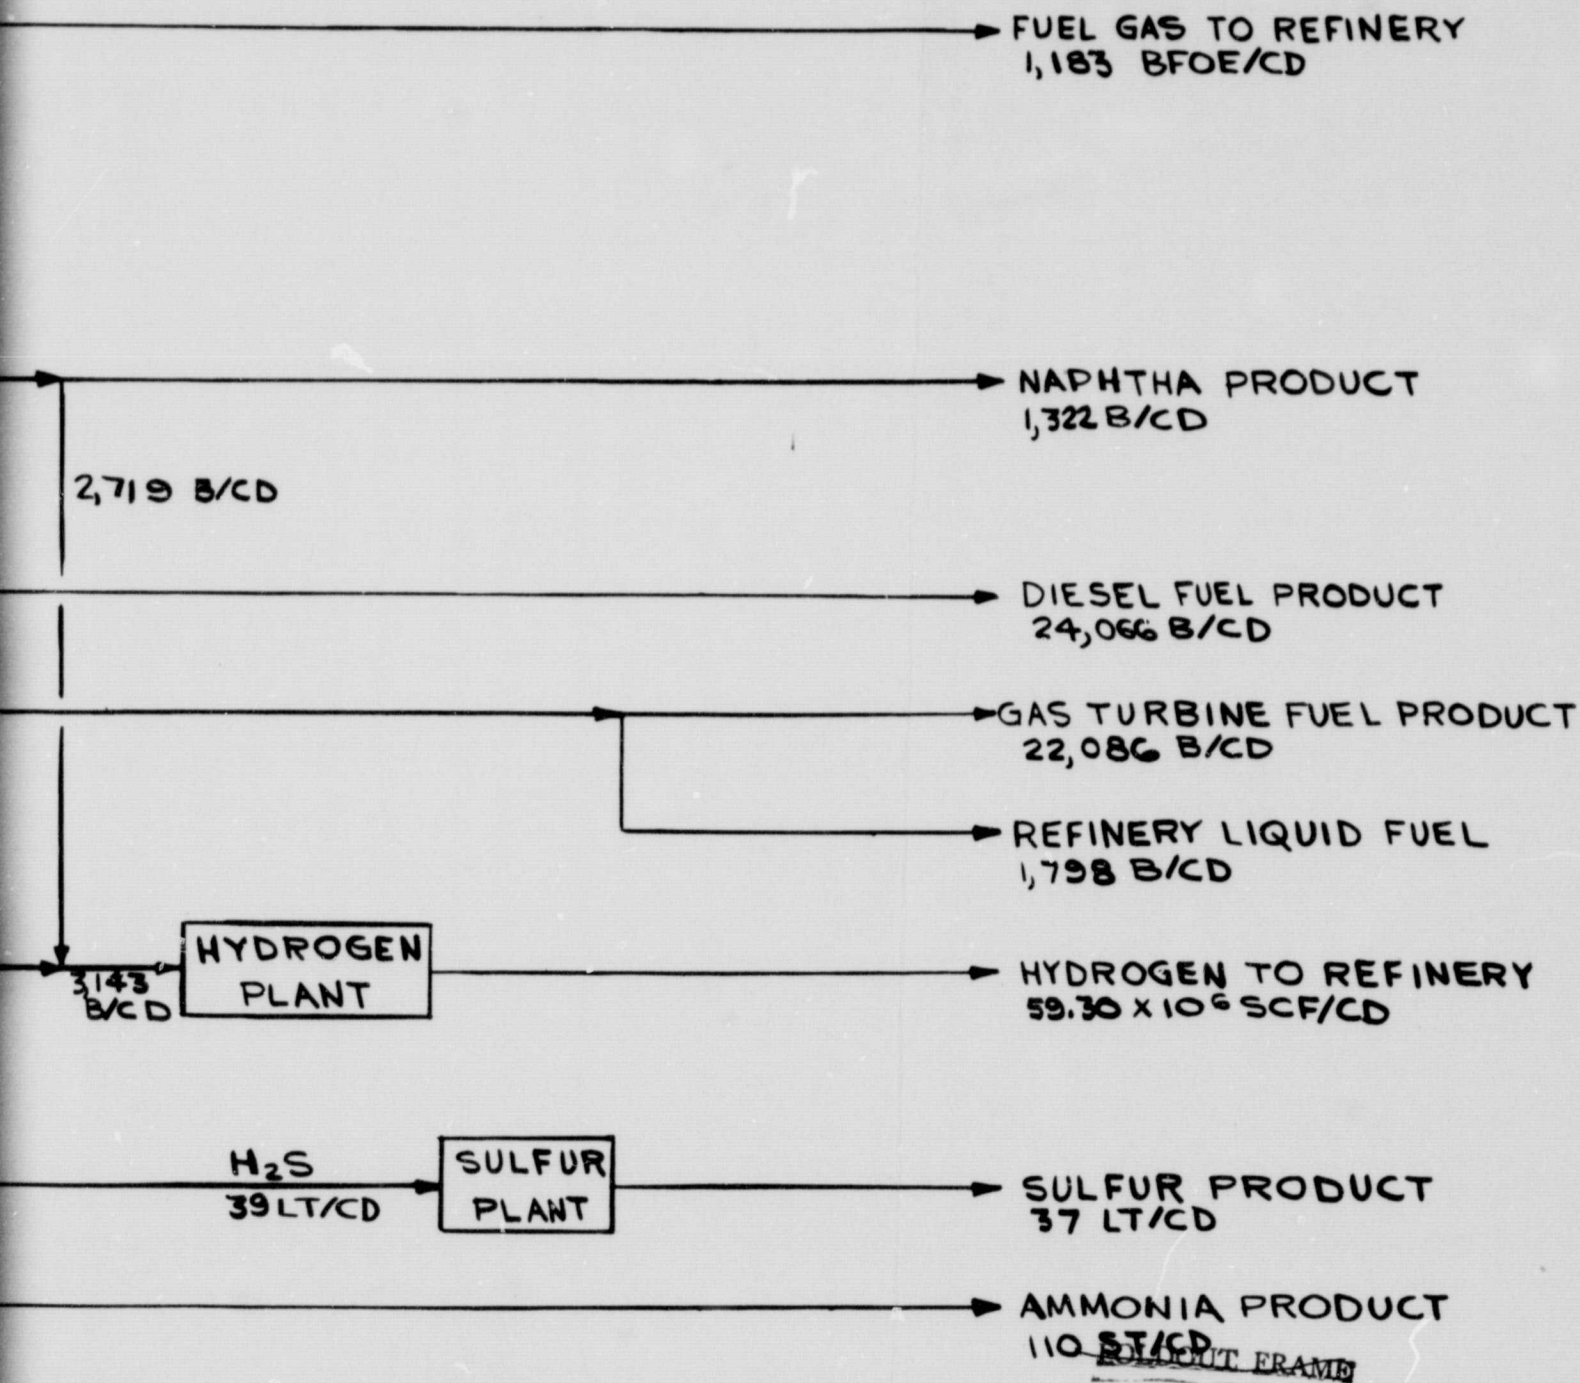 FUEL GAS TO REFINERY
1,183 BFOE/CD
NAPHTHA PRODUCT
1,322 B/CD
2,719 B/CD
DIESEL FUEL PRODUCT
24,066 B/CD
GAS TURBINE FUEL PRODUCT
22,086 B/CD
REFINERY LIQUID FUEL
1,798 B/CD
HYDROGEN
PLANT
3,143
B/CD
HYDROGEN TO REFINERY
59.30 X 10⁶ SCF/CD
H₂S
39 LT/CD
SULFUR
PLANT
SULFUR PRODUCT
37 LT/CD
AMMONIA PRODUCT
110 ST/CD
FOLDOUT FRAME